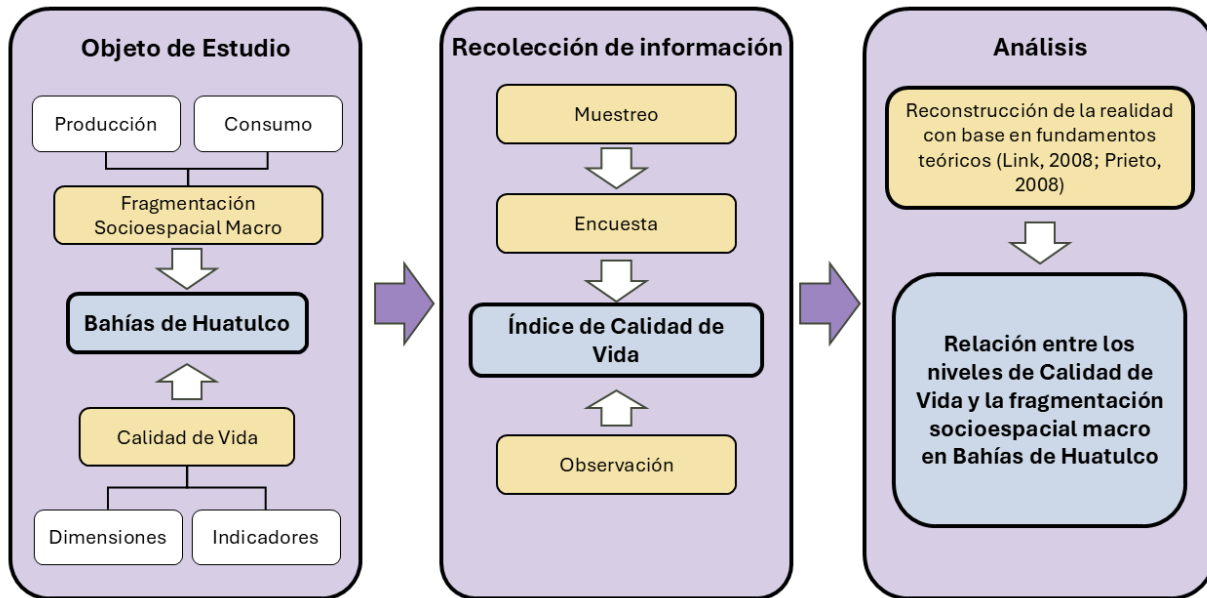 Objeto de Estudio
Producción
Consumo
Fragmentación
Socioespacial Macro
Bahías de Huatulco
Calidad de Vida
Dimensiones
Indicadores
Recolección de información
Muestreo
Encuesta
Índice de Calidad de
Vida
Observación
Análisis
Reconstrucción de la realidad
con base en fundamentos
teóricos (Link, 2008; Prieto,
2008)
Relación entre los
niveles de Calidad de
Vida y la fragmentación
socioespacial macro
en Bahías de Huatulco